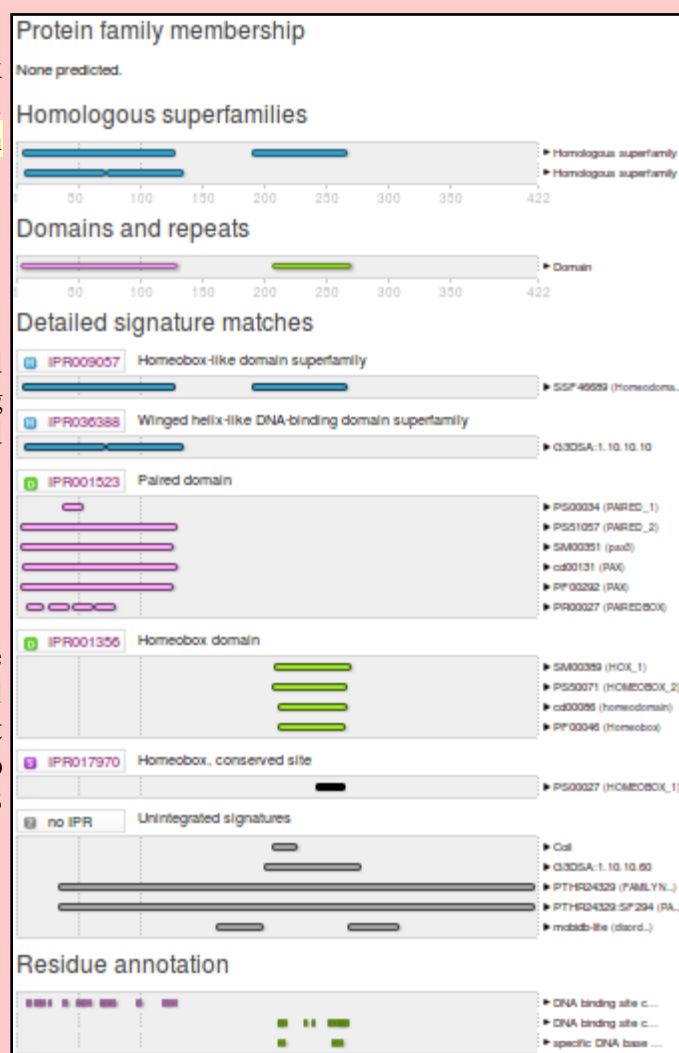 Protein family membership
None predicted.
Homologous superfamilies
Homologous superfamily
Homologous superfamily
1 50 100 150 200 250 300 350 422
Domains and repeats
Domain
1 50 100 150 200 250 300 350 422
Detailed signature matches
H IPR009057 Homeobox-like domain superfamily
SSF46689 (Homeodoma..
H IPR036388 Winged helix-like DNA-binding domain superfamily
G3DSA:1.10.10.10
D IPR001523 Paired domain
PS00034 (PAIRED_1)
PS51057 (PAIRED_2)
SM00351 (pax3)
cd00131 (PAX)
PF00292 (PAX)
PR00027 (PAIREDBOX)
D IPR001356 Homeobox domain
SM00389 (HOX_1)
PS50071 (HOMEOBOX_2)
cd00086 (homeodomain)
PF00046 (Homeobox)
S IPR017970 Homeobox, conserved site
PS00027 (HOMEOBOX_1)
? no IPR Unintegrated signatures
Coil
G3DSA:1.10.10.60
PTHR24329 (FAMILYN...)
PTHR24329:SF294 (PA...
mobidb-lite (disord...)
Residue annotation
DNA binding site c...
DNA binding site c...
specific DNA base ...